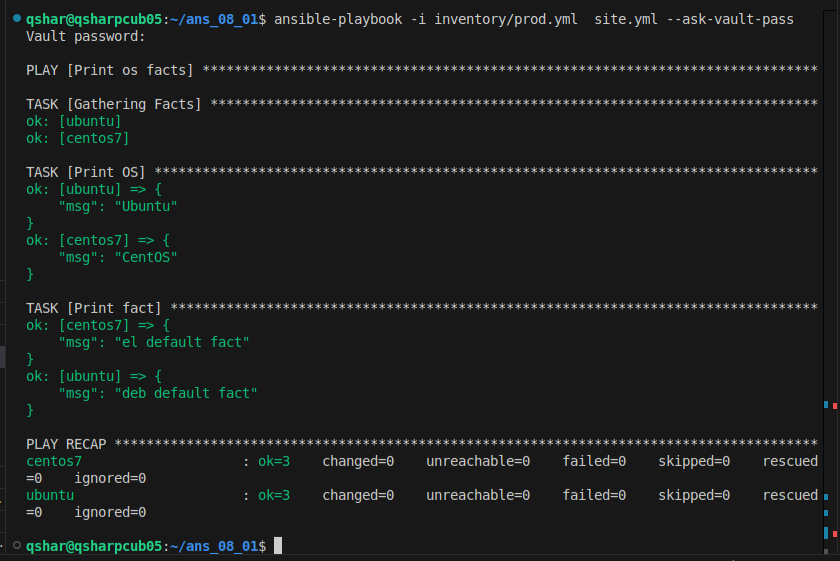 qshar@qsharpcub05:~/ans_08_01$ ansible-playbook -i inventory/prod.yml  site.yml --ask-vault-pass
Vault password:
PLAY [Print os facts] *****************************************************************************
TASK [Gathering Facts] ****************************************************************************
ok: [ubuntu]
ok: [centos7]
TASK [Print OS] ***********************************************************************************
ok: [ubuntu] => {
    "msg": "Ubuntu"
}
ok: [centos7] => {
    "msg": "CentOS"
}
TASK [Print fact] *********************************************************************************
ok: [centos7] => {
    "msg": "el default fact"
}
ok: [ubuntu] => {
    "msg": "deb default fact"
}
PLAY RECAP ****************************************************************************************
centos7                    : ok=3    changed=0    unreachable=0    failed=0    skipped=0    rescued
=0    ignored=0
ubuntu                     : ok=3    changed=0    unreachable=0    failed=0    skipped=0    rescued
=0    ignored=0
qshar@qsharpcub05:~/ans_08_01$